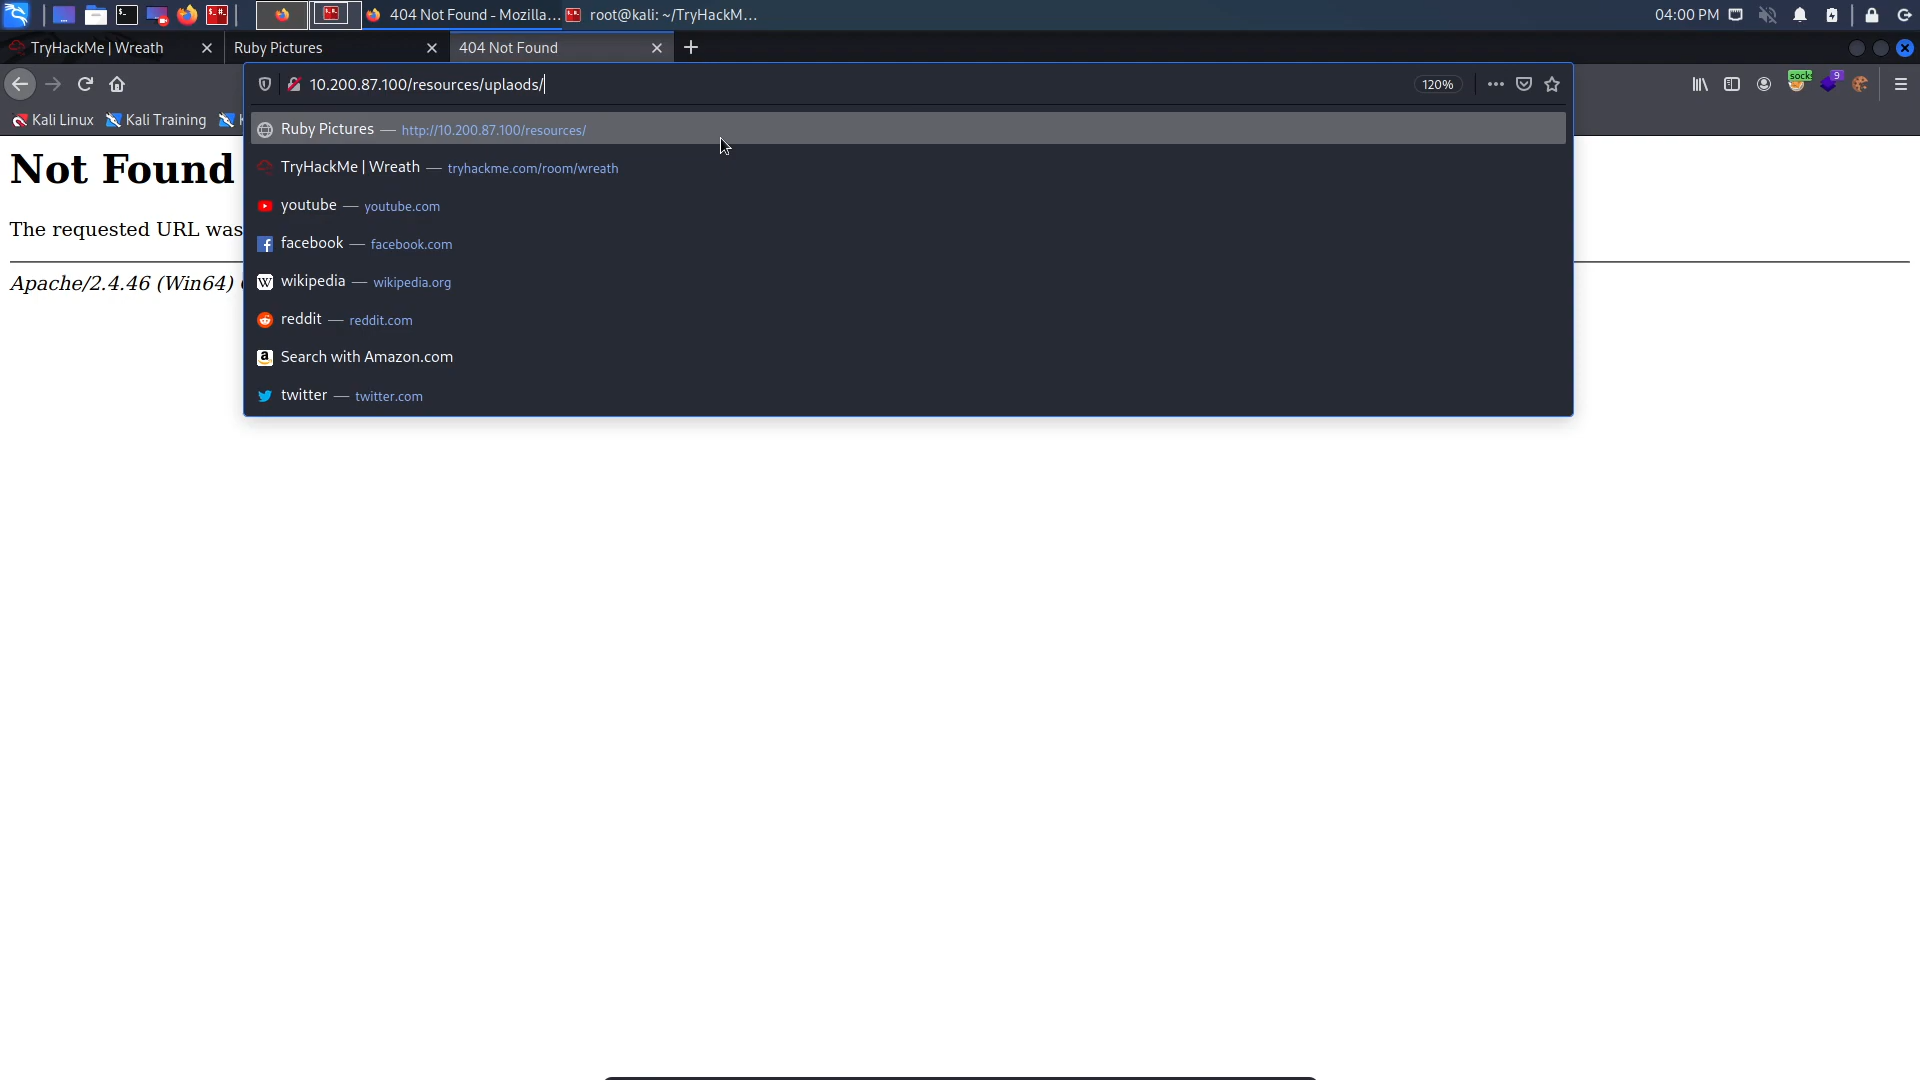 404 Not Found - Mozilla... root@kali: ~/TryHackM... 04:00 PM
TryHackMe | Wreath Ruby Pictures 404 Not Found
10.200.87.100/resources/uplaods/ 120% 9
Kali Linux Kali Training
Ruby Pictures — http://10.200.87.100/resources/
TryHackMe | Wreath — tryhackme.com/room/wreath
youtube — youtube.com
facebook — facebook.com
wikipedia — wikipedia.org
reddit — reddit.com
Search with Amazon.com
twitter — twitter.com
Not Found
The requested URL was
Apache/2.4.46 (Win64)